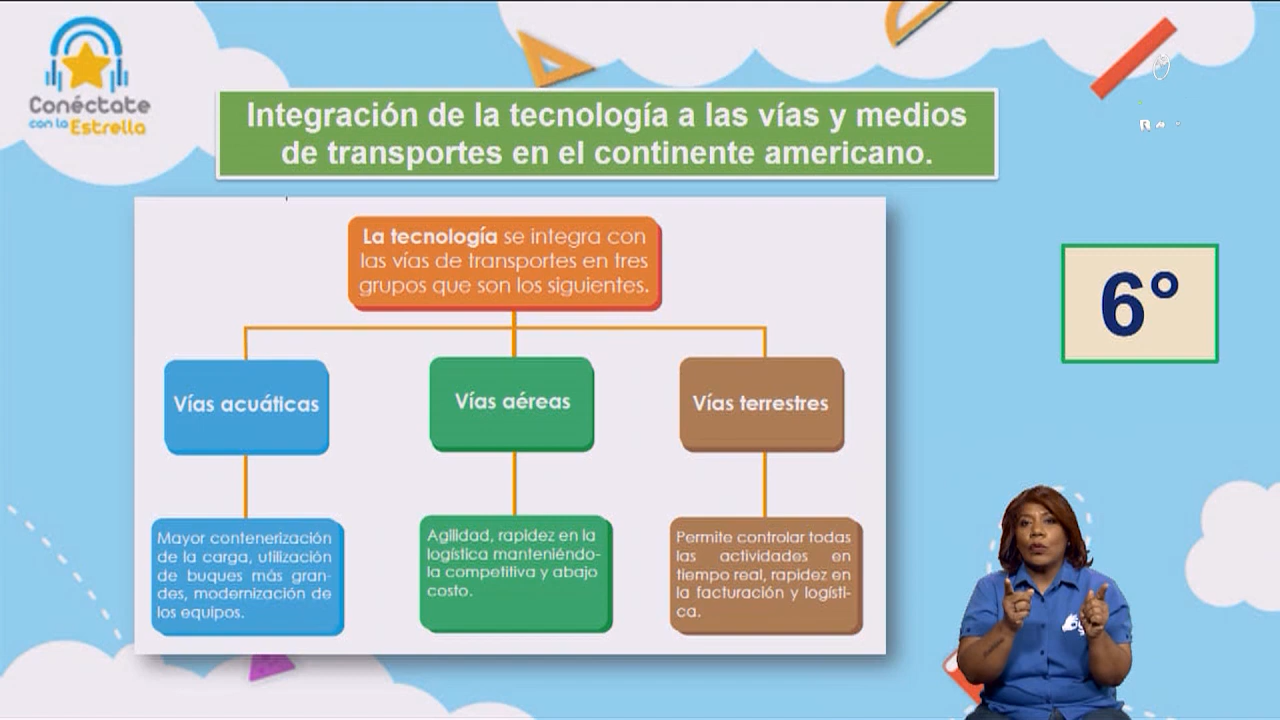 Conéctate
con la Estrella
Integración de la tecnología a las vías y medios
de transportes en el continente americano.
La tecnología se integra con
las vías de transportes en tres
grupos que son los siguientes.
6°
Vías acuáticas
Vías aéreas
Vías terrestres
Mayor contenerización
de la carga, utilización
de buques más gran-
des, modernización de
los equipos.
Agilidad, rapidez en la
logística manteniéndo-
la competitiva y abajo
costo.
Permite controlar todas
las actividades en
tiempo real, rapidez en
la facturación y logísti-
ca.